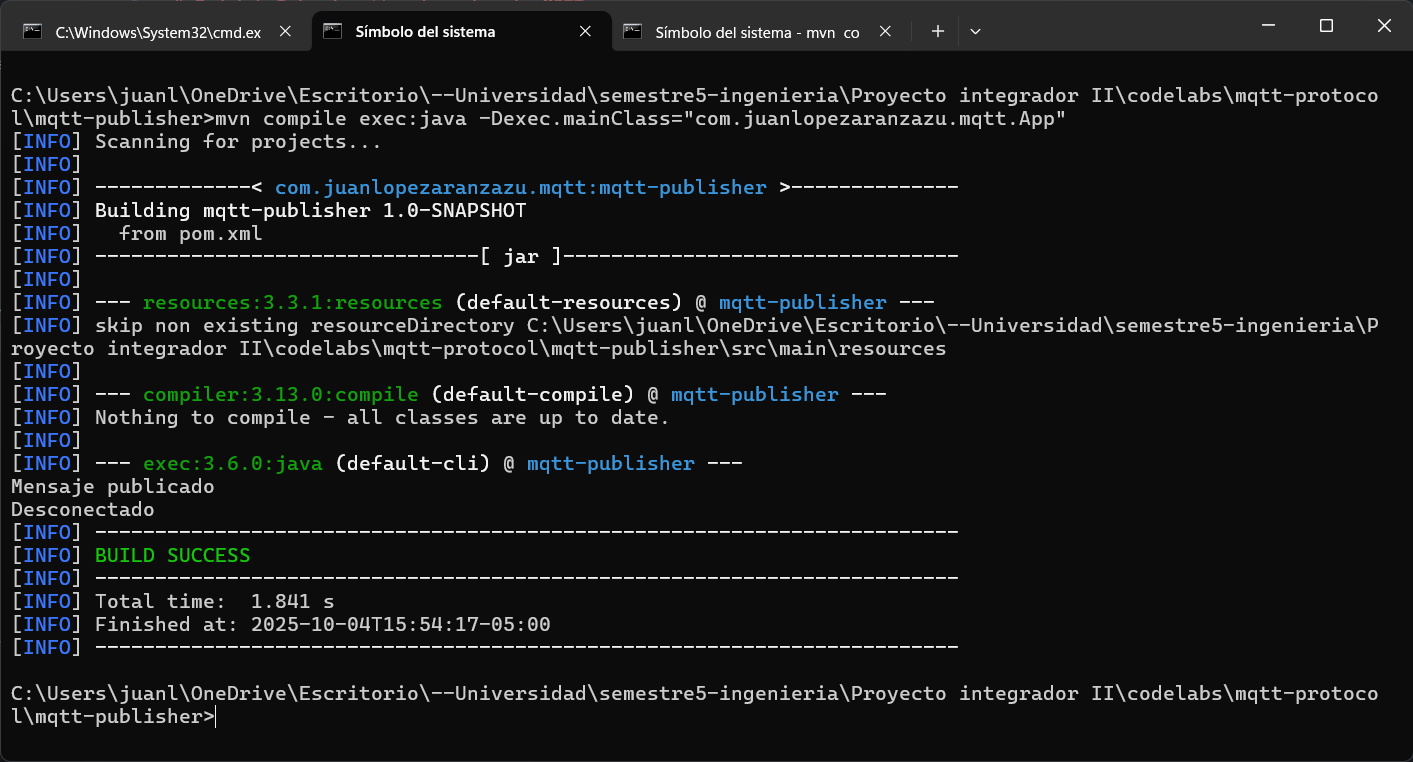 C:\Windows\System32\cmd.ex
Símbolo del sistema
Símbolo del sistema - mvn  co
C:\Users\juanl\OneDrive\Escritorio\--Universidad\semestre5-ingenieria\Proyecto integrador II\codelabs\mqtt-protoco
l\mqtt-publisher>mvn compile exec:java -Dexec.mainClass="com.juanlopezaranzazu.mqtt.App"
[INFO] Scanning for projects...
[INFO]
[INFO] -------------< com.juanlopezaranzazu.mqtt:mqtt-publisher >--------------
[INFO] Building mqtt-publisher 1.0-SNAPSHOT
[INFO]   from pom.xml
[INFO] --------------------------------[ jar ]---------------------------------
[INFO]
[INFO] --- resources:3.3.1:resources (default-resources) @ mqtt-publisher ---
[INFO] skip non existing resourceDirectory C:\Users\juanl\OneDrive\Escritorio\--Universidad\semestre5-ingenieria\P
royecto integrador II\codelabs\mqtt-protocol\mqtt-publisher\src\main\resources
[INFO]
[INFO] --- compiler:3.13.0:compile (default-compile) @ mqtt-publisher ---
[INFO] Nothing to compile - all classes are up to date.
[INFO]
[INFO] --- exec:3.6.0:java (default-cli) @ mqtt-publisher ---
Mensaje publicado
Desconectado
[INFO] ------------------------------------------------------------------------
[INFO] BUILD SUCCESS
[INFO] ------------------------------------------------------------------------
[INFO] Total time:  1.841 s
[INFO] Finished at: 2025-10-04T15:54:17-05:00
[INFO] ------------------------------------------------------------------------
C:\Users\juanl\OneDrive\Escritorio\--Universidad\semestre5-ingenieria\Proyecto integrador II\codelabs\mqtt-protoco
l\mqtt-publisher>